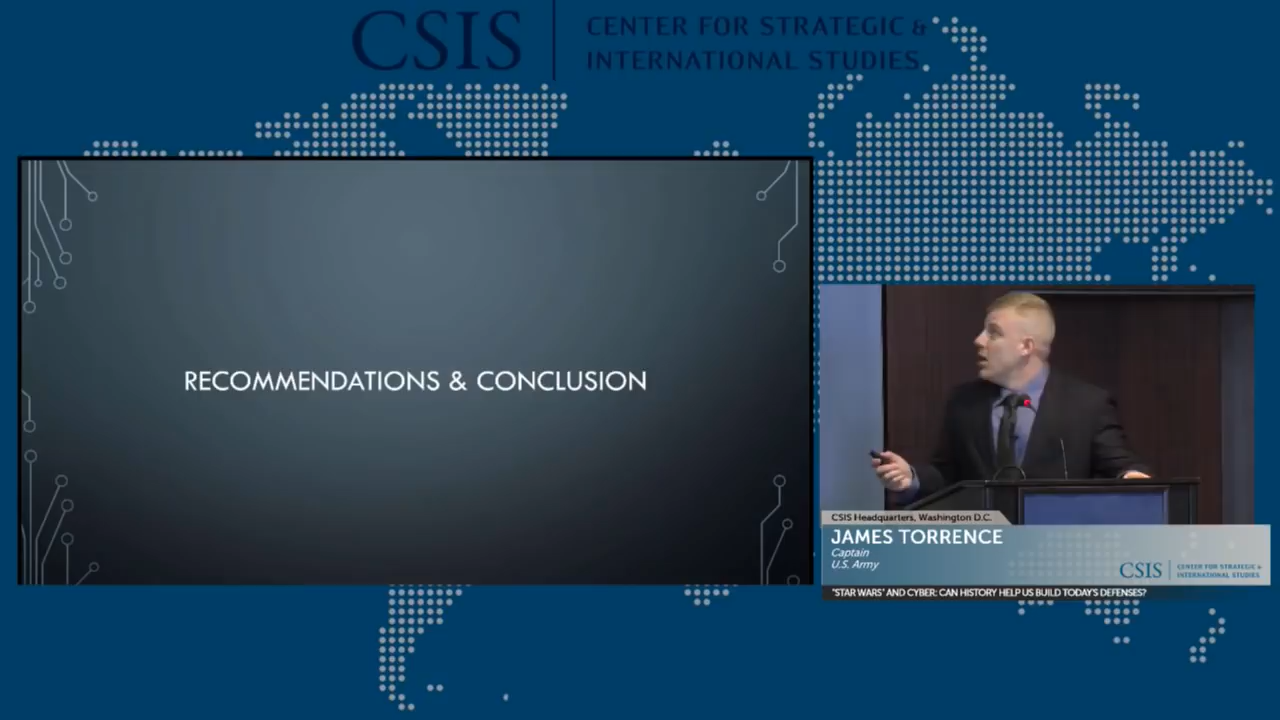 CSIS
CENTER FOR STRATEGIC &
INTERNATIONAL STUDIES
RECOMMENDATIONS & CONCLUSION
CSIS Headquarters, Washington D.C.
JAMES TORRENCE
Captain
U.S. Army
CSIS
CENTER FOR STRATEGIC &
INTERNATIONAL STUDIES
"STAR WARS" AND CYBER: CAN HISTORY HELP US BUILD TODAY'S DEFENSES?